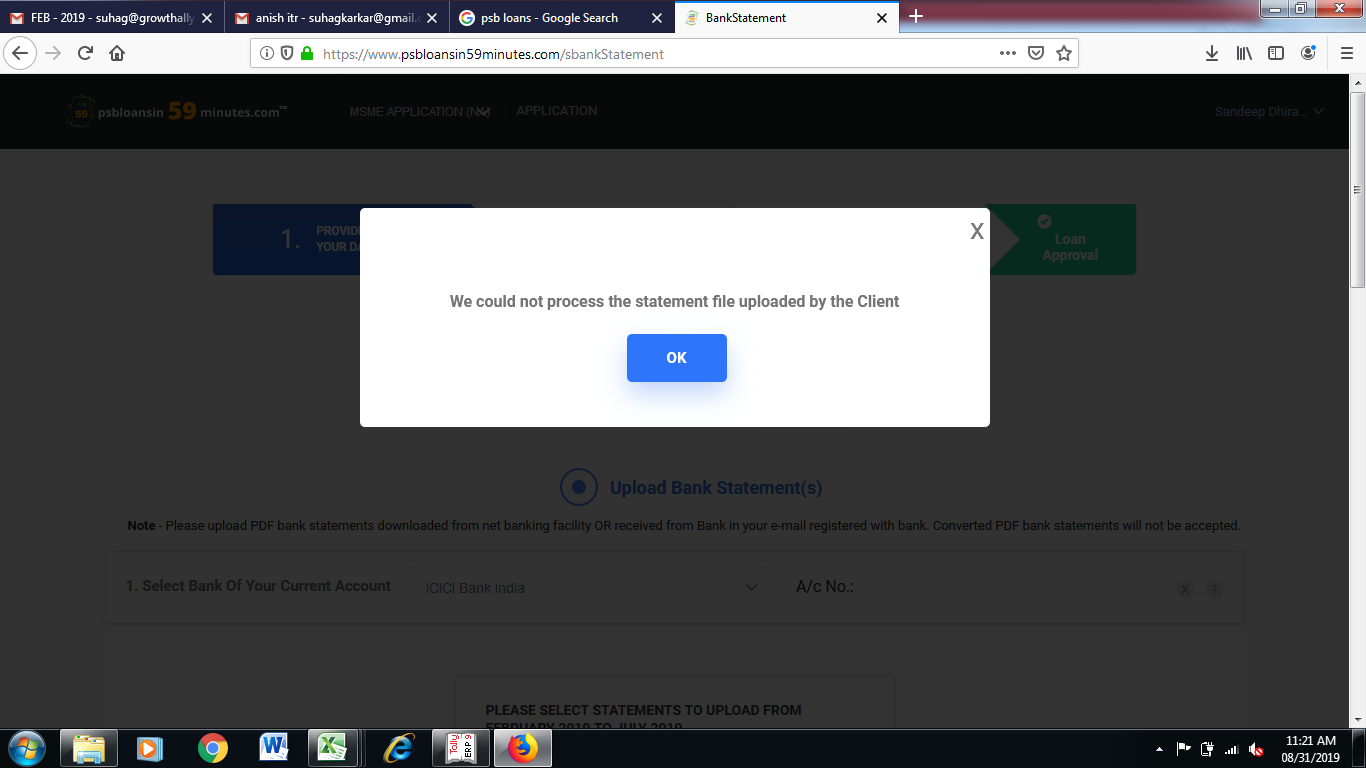 FEB - 2019 - suhag@growthally
anish itr - suhagkarkar@gmail.c
psb loans - Google Search
BankStatement
https://www.psbloansin59minutes.com/sbankStatement
psbloansin 59 minutes.com™
MSME APPLICATION (N
APPLICATION
Sandeep Dhira...
1.
PROVIDE
YOUR DA
X
Loan
Approval
We could not process the statement file uploaded by the Client
OK
Upload Bank Statement(s)
Note - Please upload PDF bank statements downloaded from net banking facility OR received from Bank in your e-mail registered with bank. Converted PDF bank statements will not be accepted.
1. Select Bank Of Your Current Account
ICICI Bank India
A/c No.:
X
?
PLEASE SELECT STATEMENTS TO UPLOAD FROM
FEBRUARY 2019 TO JULY 2019
Tally
ERP 9
11:21 AM
08/31/2019